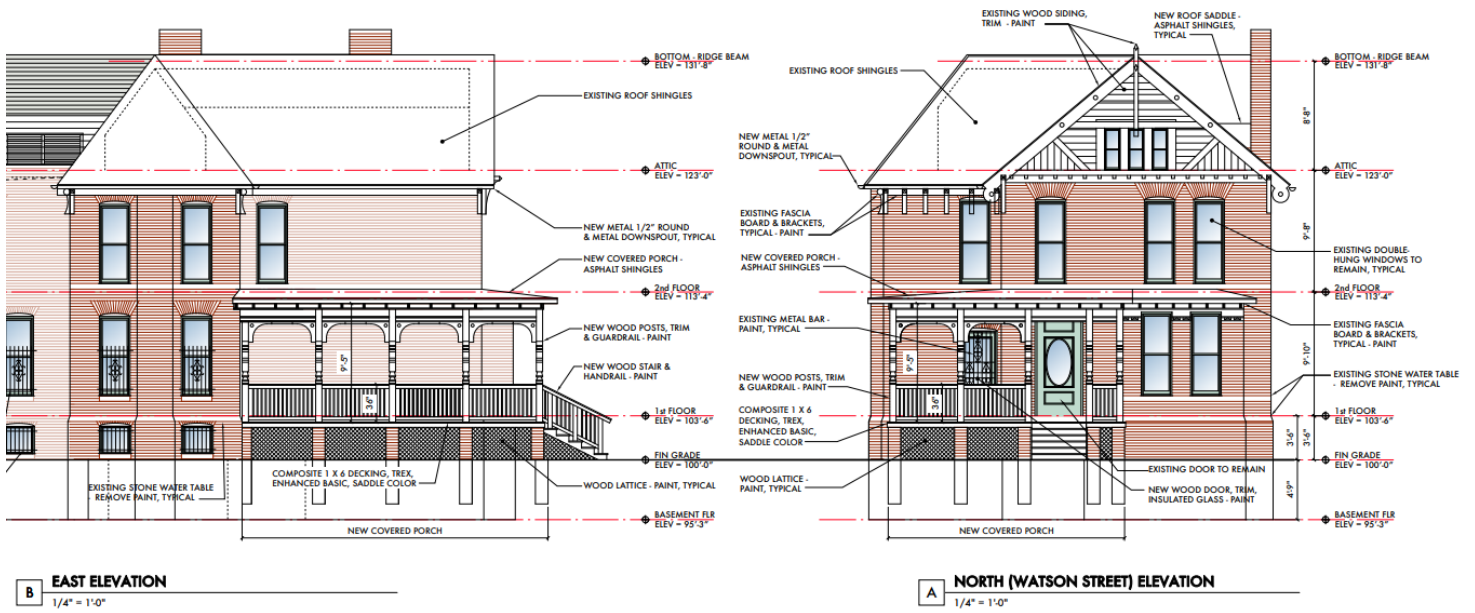 BOTTOM - RIDGE BEAM
ELEV = 131'-8"
EXISTING ROOF SHINGLES
ATTIC
ELEV = 123'-0"
NEW METAL 1/2" ROUND
& METAL DOWNSPOUT, TYPICAL
NEW COVERED PORCH -
ASPHALT SHINGLES
2nd FLOOR
ELEV = 113'-4"
NEW WOOD POSTS, TRIM
& GUARDRAIL - PAINT
9'-5"
NEW WOOD STAIR &
HANDRAIL - PAINT
36"
1st FLOOR
ELEV = 103'-6"
FIN GRADE
ELEV = 100'-0"
COMPOSITE 1 X 6 DECKING, TREX,
ENHANCED BASIC, SADDLE COLOR
WOOD LATTICE - PAINT, TYPICAL
EXISTING STONE WATER TABLE
- REMOVE PAINT, TYPICAL
BASEMENT FLR
ELEV = 95'-3"
NEW COVERED PORCH
B
EAST ELEVATION
1/4" = 1'-0"
EXISTING WOOD SIDING,
TRIM - PAINT
NEW ROOF SADDLE -
ASPHALT SHINGLES,
TYPICAL
BOTTOM - RIDGE BEAM
ELEV = 131'-8"
EXISTING ROOF SHINGLES
8'-8"
NEW METAL 1/2"
ROUND & METAL
DOWNSPOUT, TYPICAL
ATTIC
ELEV = 123'-0"
EXISTING FASCIA
BOARD & BRACKETS,
TYPICAL - PAINT
9'-8"
EXISTING DOUBLE-
HUNG WINDOWS TO
REMAIN, TYPICAL
NEW COVERED PORCH -
ASPHALT SHINGLES
2nd FLOOR
ELEV = 113'-4"
EXISTING METAL BAR -
PAINT, TYPICAL
EXISTING FASCIA
BOARD & BRACKETS,
TYPICAL - PAINT
9'-5"
9'-10"
NEW WOOD POSTS, TRIM
& GUARDRAIL - PAINT
EXISTING STONE WATER TABLE
- REMOVE PAINT, TYPICAL
36"
COMPOSITE 1 X 6
DECKING, TREX,
ENHANCED BASIC,
SADDLE COLOR
1st FLOOR
ELEV = 103'-6"
3'-6"
3'-6"
FIN GRADE
ELEV = 100'-0"
EXISTING DOOR TO REMAIN
WOOD LATTICE -
PAINT, TYPICAL
NEW WOOD DOOR, TRIM,
INSULATED GLASS - PAINT
4'-9"
BASEMENT FLR
ELEV = 95'-3"
NEW COVERED PORCH
A
NORTH (WATSON STREET) ELEVATION
1/4" = 1'-0"